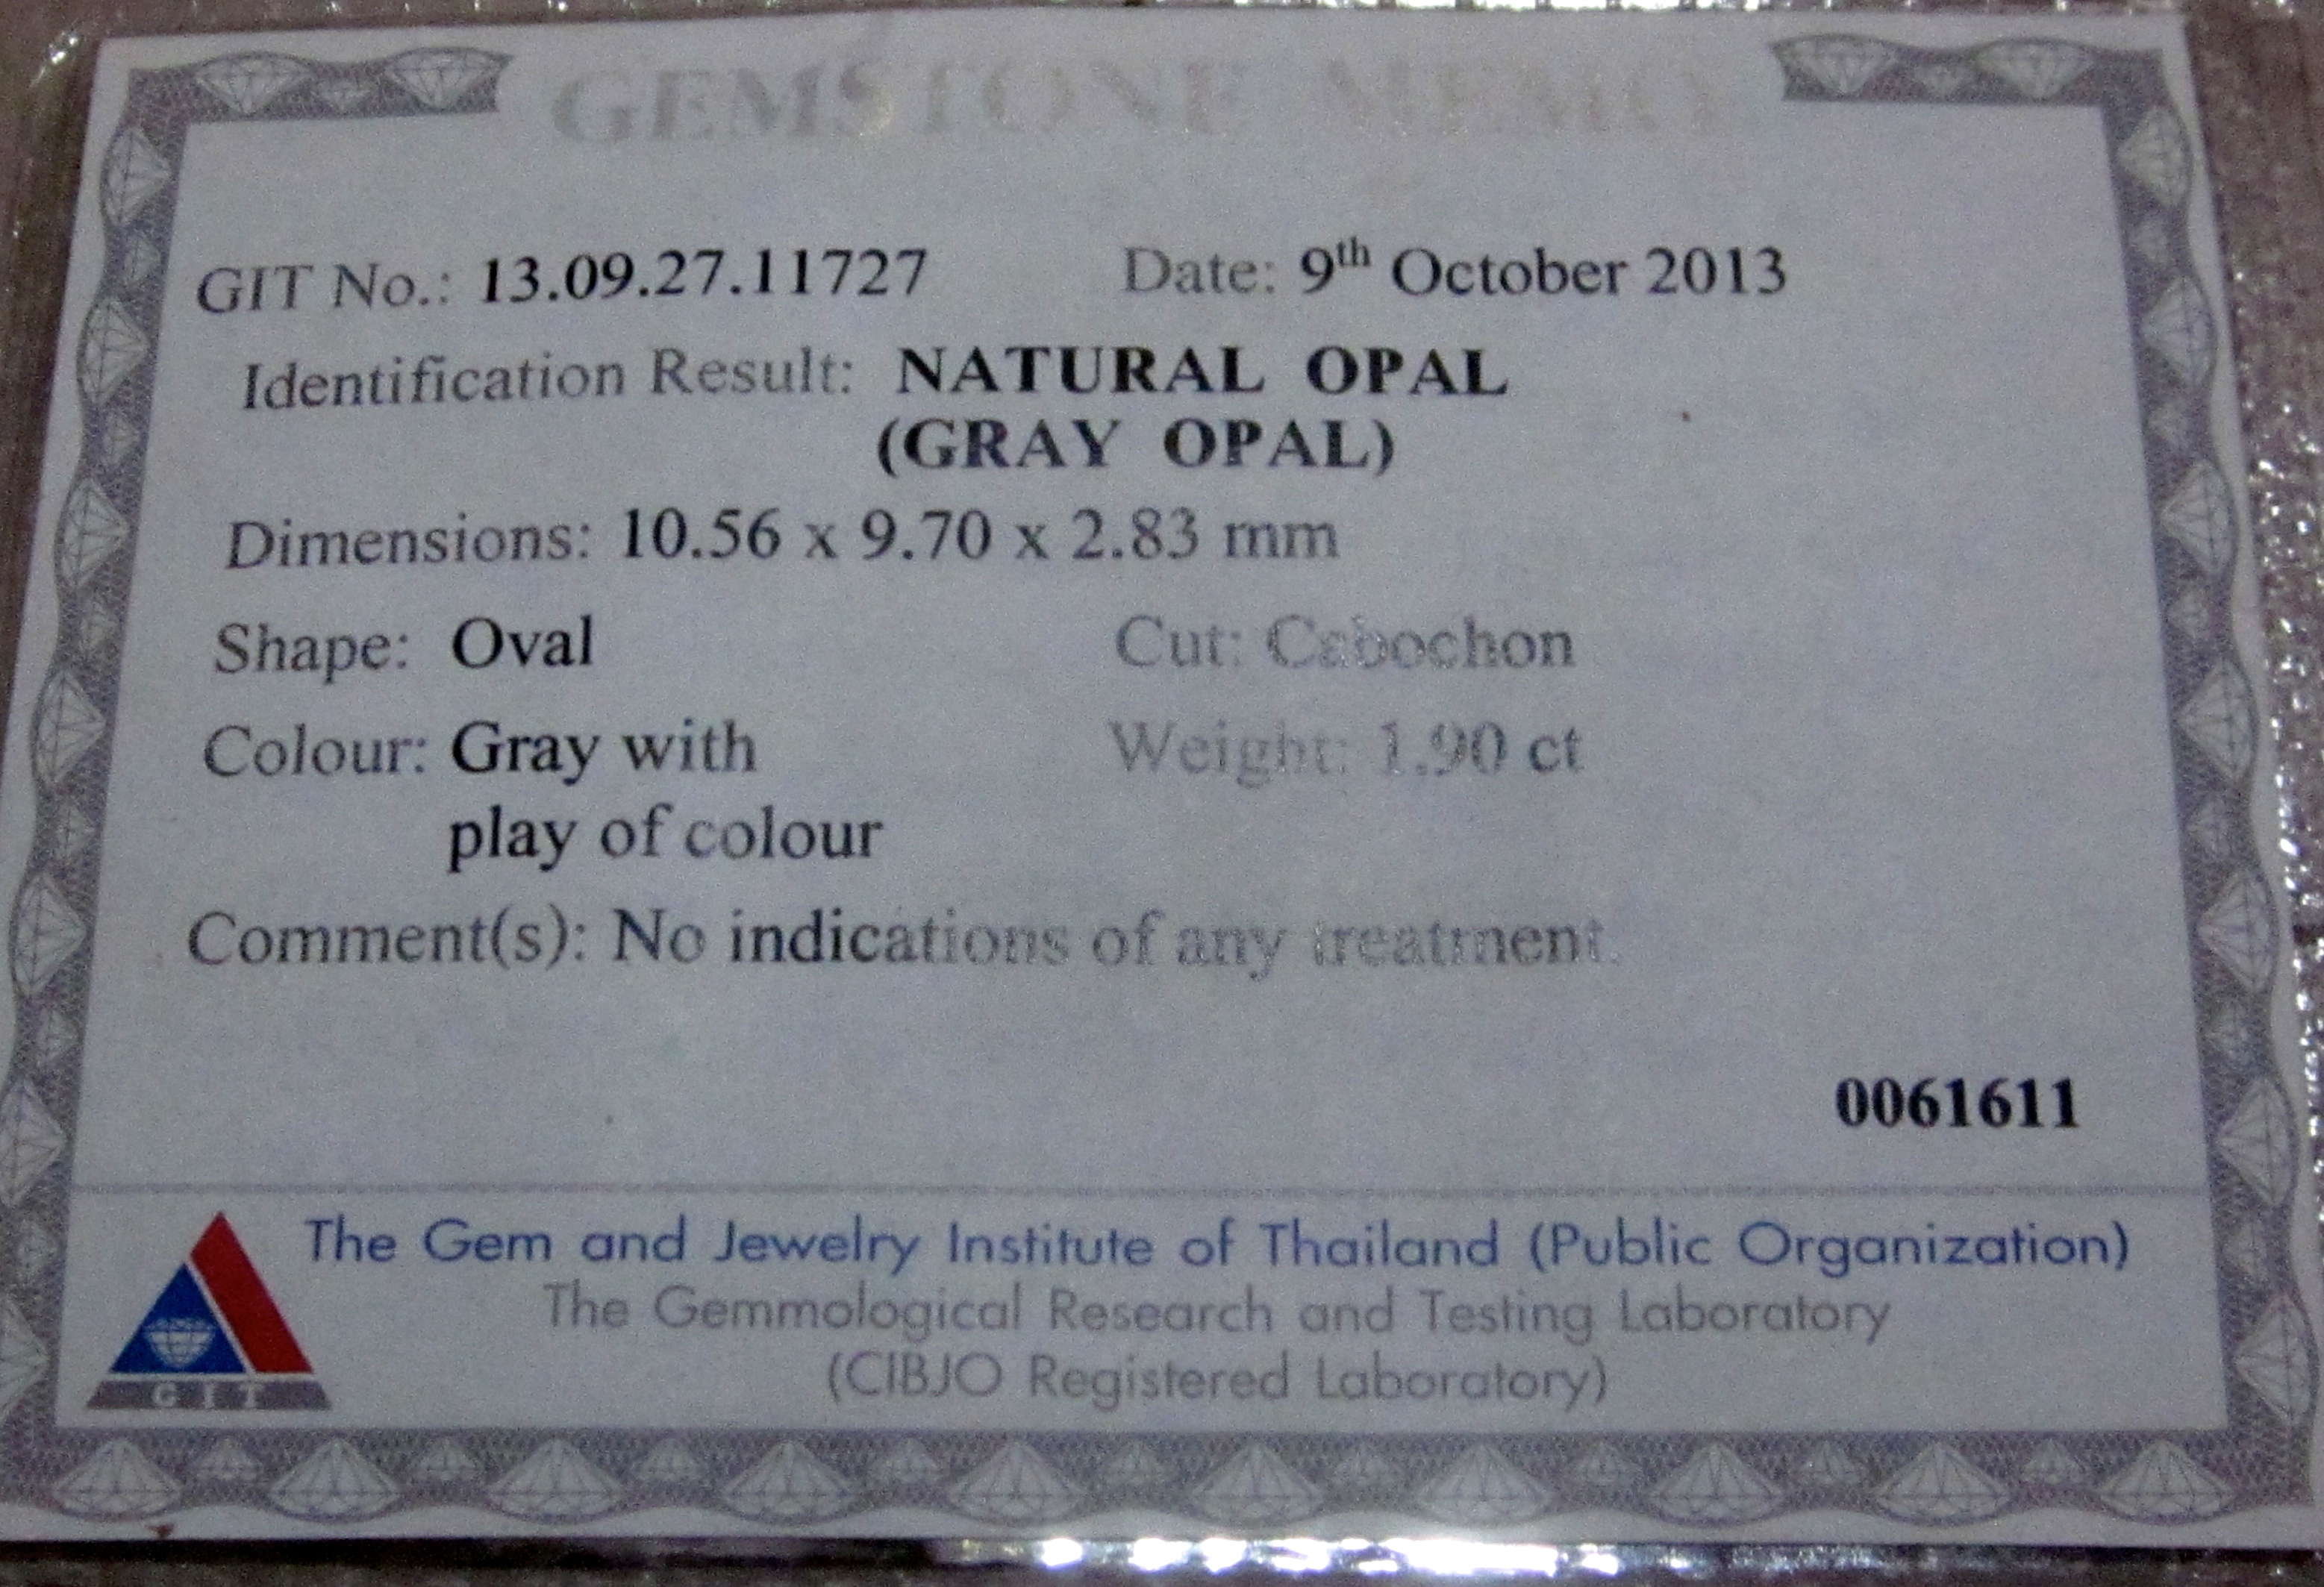 GEMSTONE MEMO
GIT No.: 13.09.27.11727 Date: 9th October 2013
Identification Result: NATURAL OPAL
(GRAY OPAL)
Dimensions: 10.56 x 9.70 x 2.83 mm
Shape: Oval Cut: Cabochon
Colour: Gray with Weight: 1.90 ct
play of colour
Comment(s): No indications of any treatment.
0061611
The Gem and Jewelry Institute of Thailand (Public Organization)
The Gemmological Research and Testing Laboratory
(CIBJO Registered Laboratory)
GIT